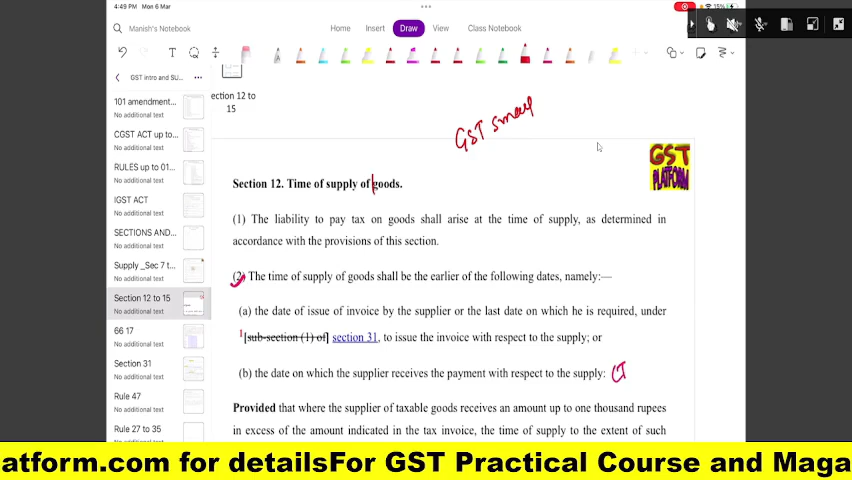 4:49 PM Mon 6 Mar
15%
Manish's Notebook
Home Insert Draw View Class Notebook
GST intro and SU...
101 amendment...
No additional text
CGST ACT up to...
No additional text
RULES up to 01...
No additional text
IGST ACT
No additional text
SECTIONS AND...
No additional text
Supply _Sec 7 t...
No additional text
Section 12 to 15
No additional text
66 17
No additional text
Section 31
No additional text
Rule 47
No additional text
Rule 27 to 35
ection 12 to
15
GST
GST
PLATFORM
Section 12. Time of supply of goods.
(1) The liability to pay tax on goods shall arise at the time of supply, as determined in
accordance with the provisions of this section.
(2) The time of supply of goods shall be the earlier of the following dates, namely:—
(a) the date of issue of invoice by the supplier or the last date on which he is required, under
1[sub-section (1) of] section 31, to issue the invoice with respect to the supply; or
(b) the date on which the supplier receives the payment with respect to the supply:
Provided that where the supplier of taxable goods receives an amount up to one thousand rupees
in excess of the amount indicated in the tax invoice, the time of supply to the extent of such
atform.com for detailsFor GST Practical Course and Maga